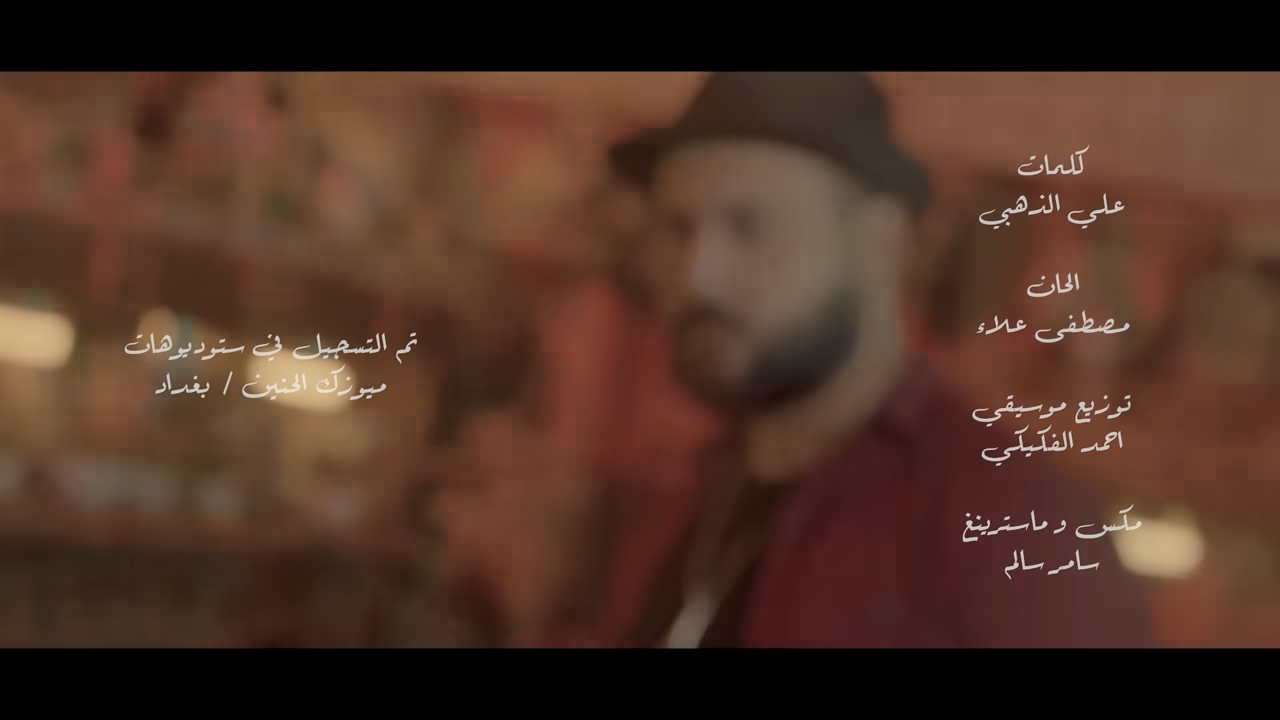 كلمات
علي الذهبي
الحان
مصطفى علاء
توزيع موسيقي
احمد الفكيكي
مكس و ماسترينغ
سامر سالم
تم التسجيل في ستوديوهات
ميوزك الحنين / بغداد